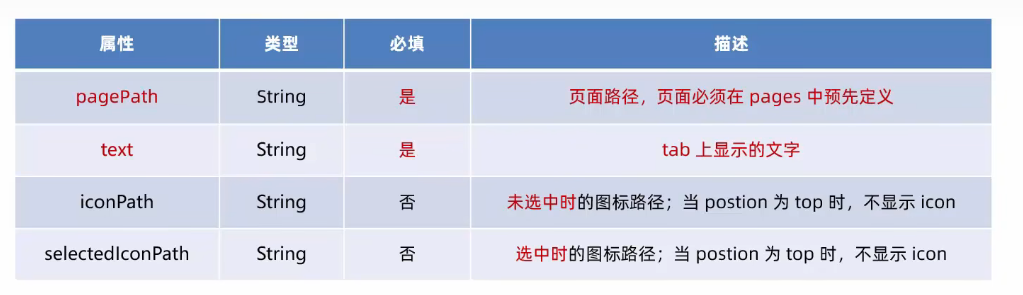 属性 类型 必填 描述
pagePath String 是 页面路径，页面必须在 pages 中预先定义
text String 是 tab 上显示的文字
iconPath String 否 未选中时的图标路径；当 postion 为 top 时，不显示 icon
selectedIconPath String 否 选中时的图标路径；当 postion 为 top 时，不显示 icon